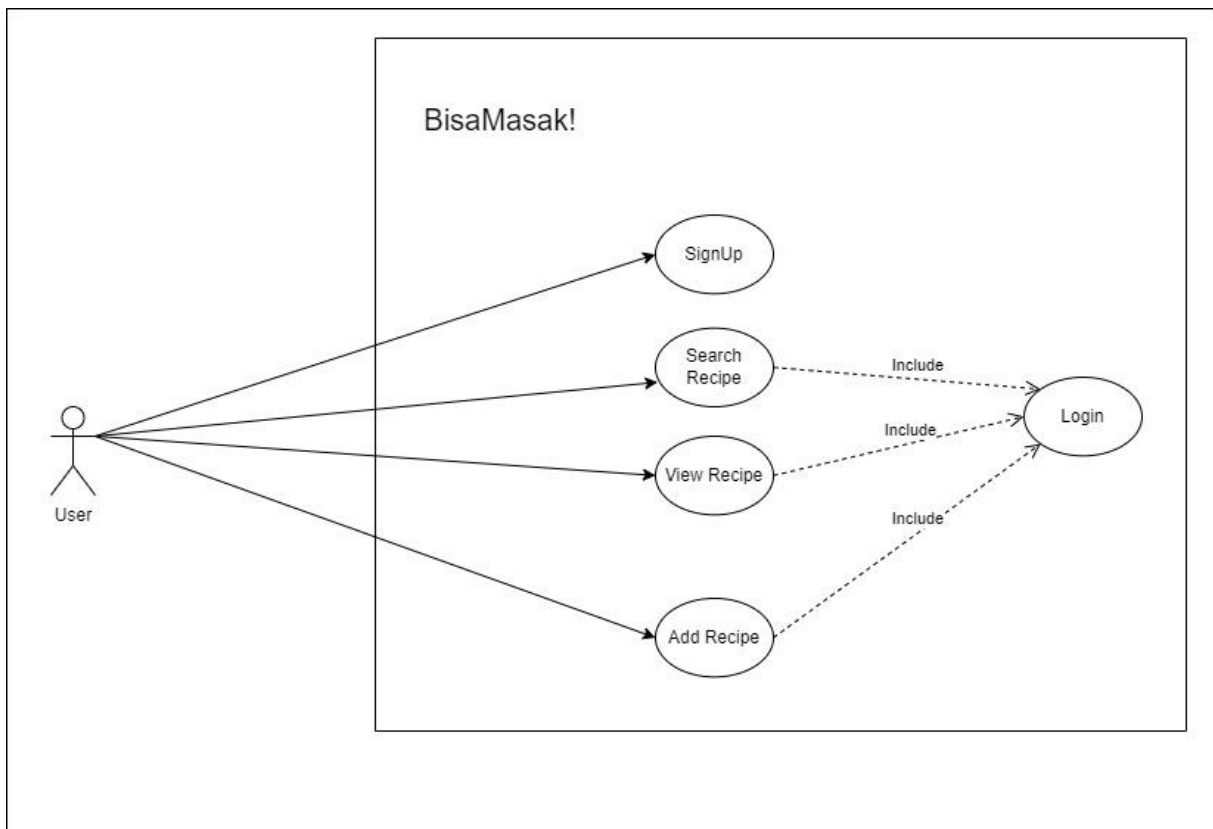 BisaMasak!
SignUp
Search
Recipe
Include
Login
Include
View Recipe
User
Include
Add Recipe